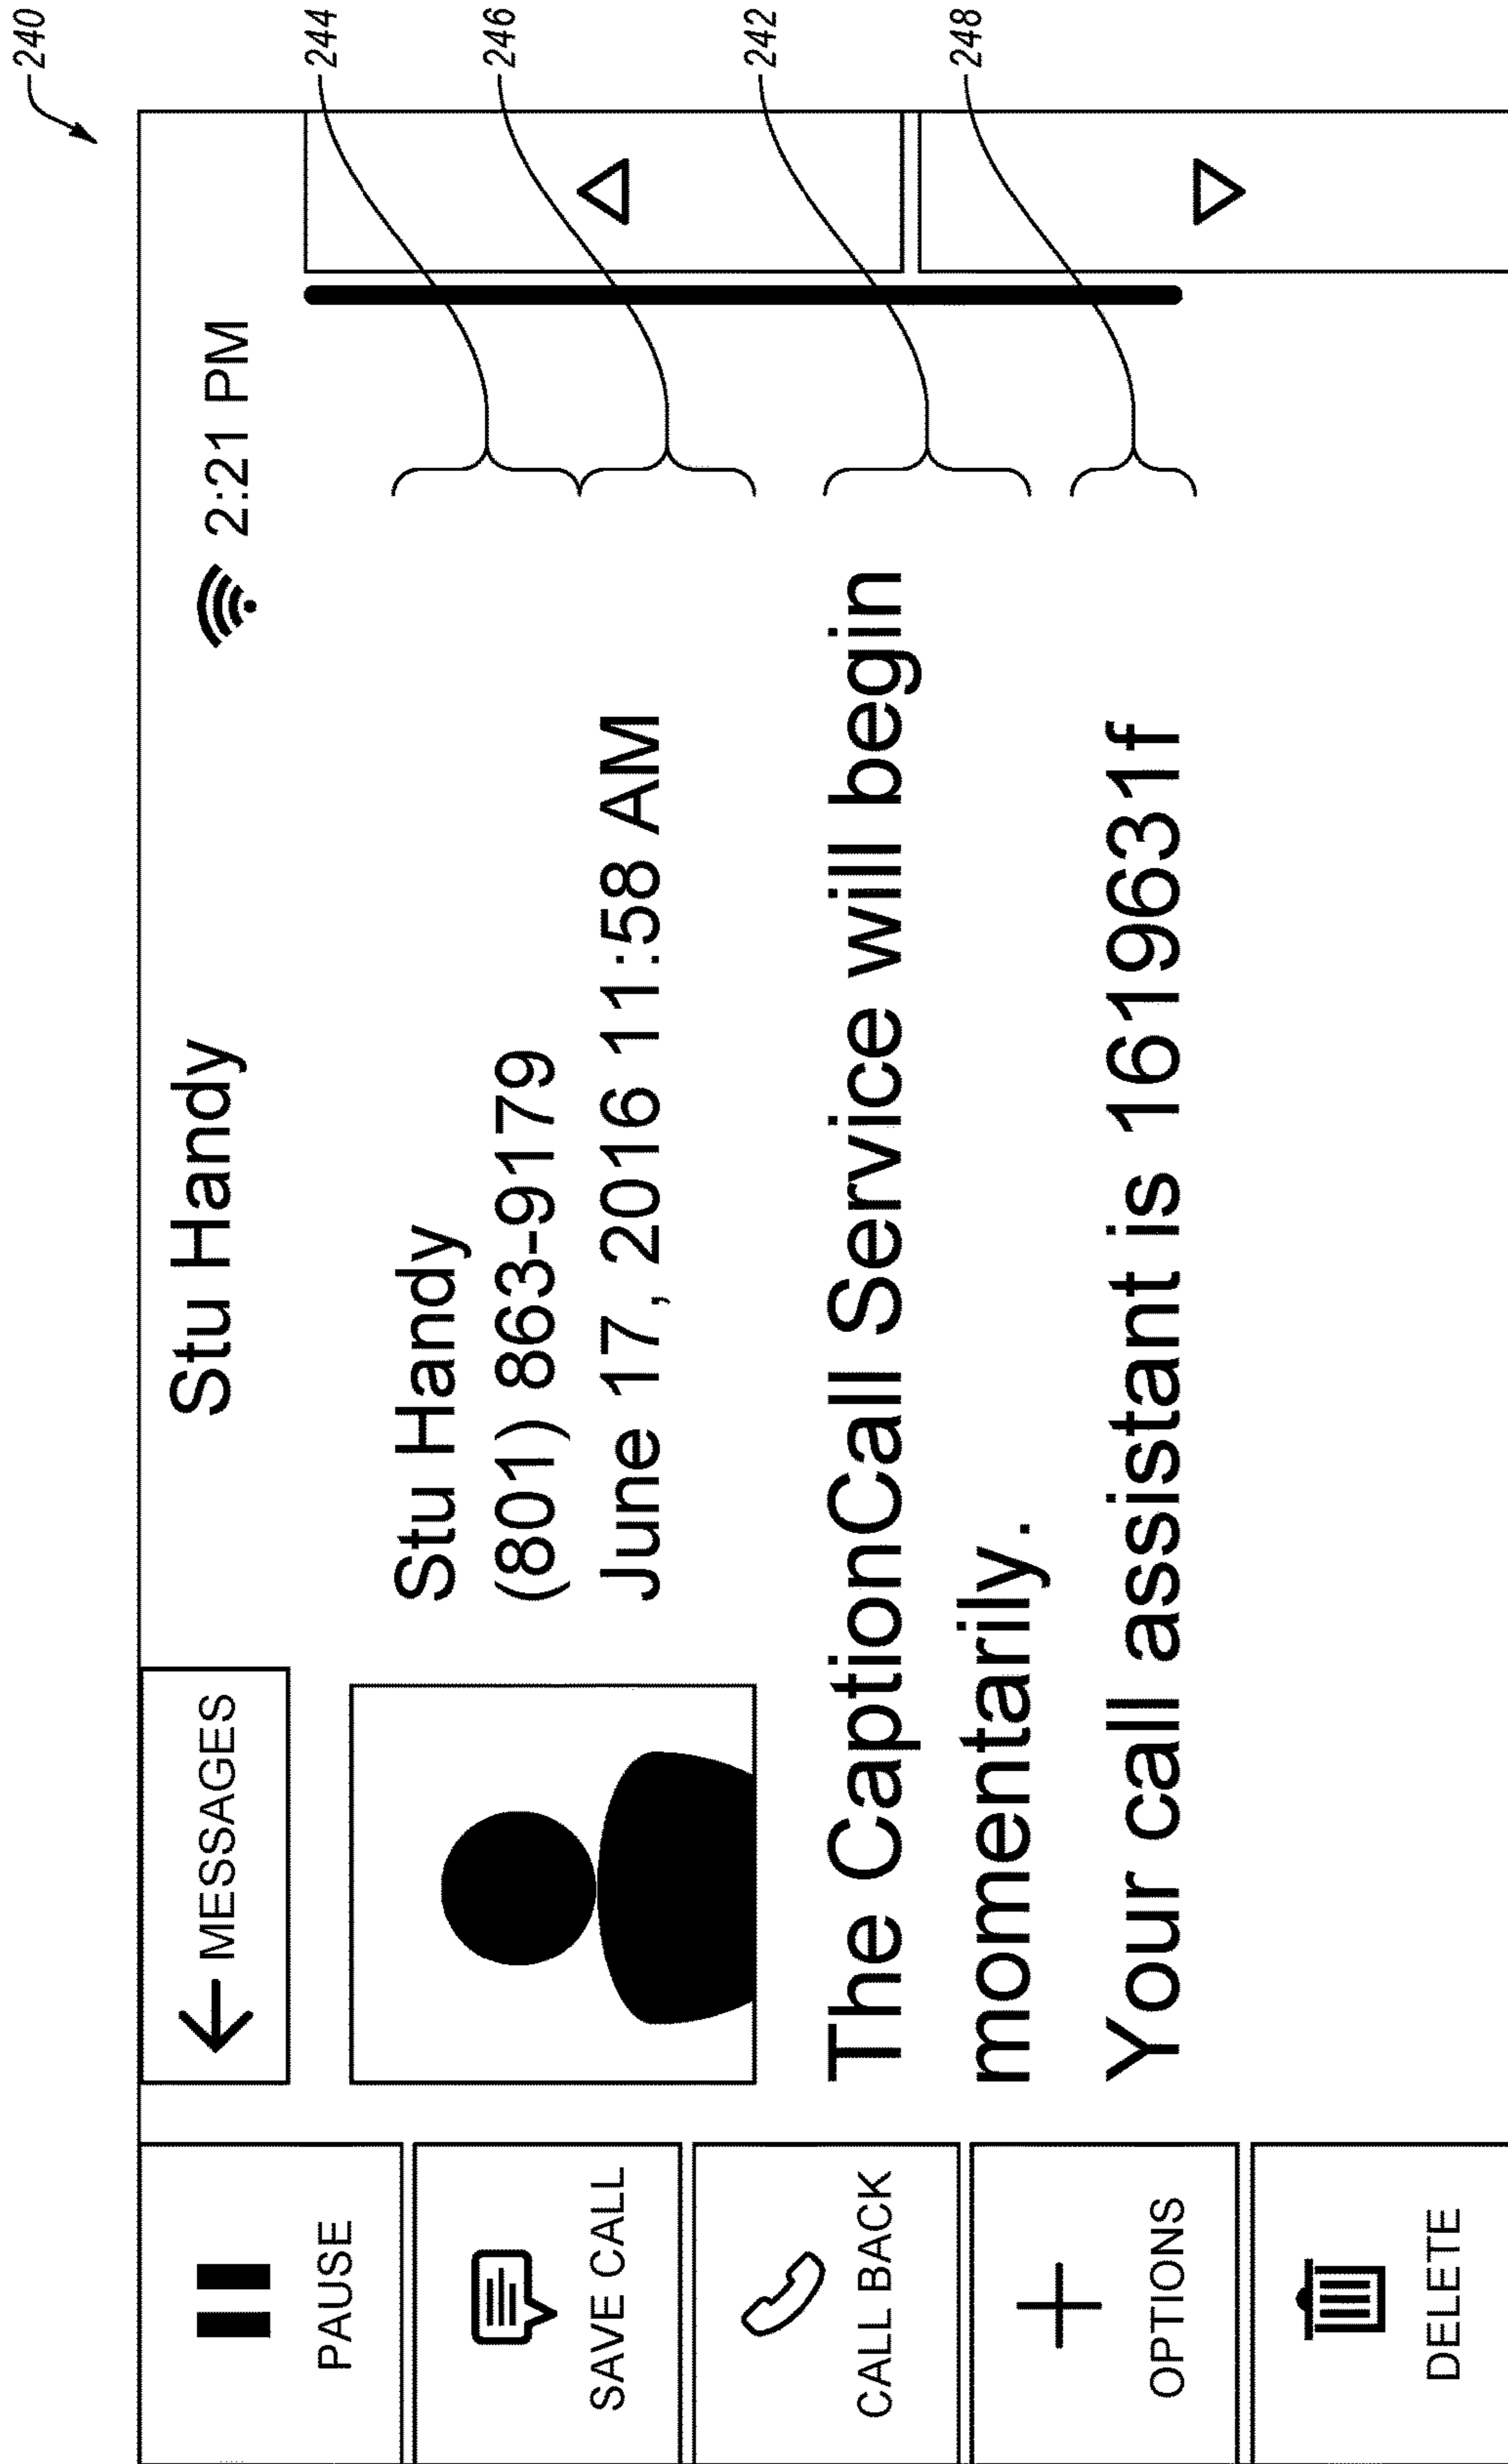 240
Stu Handy
2:21 PM
← MESSAGES
244
246
242
248
Stu Handy
(801) 863-9179
June 17, 2016 11:58 AM
The CaptionCall Service will begin
momentarily.
Your call assistant is 161963 1f
PAUSE
SAVE CALL
CALL BACK
OPTIONS
DELETE